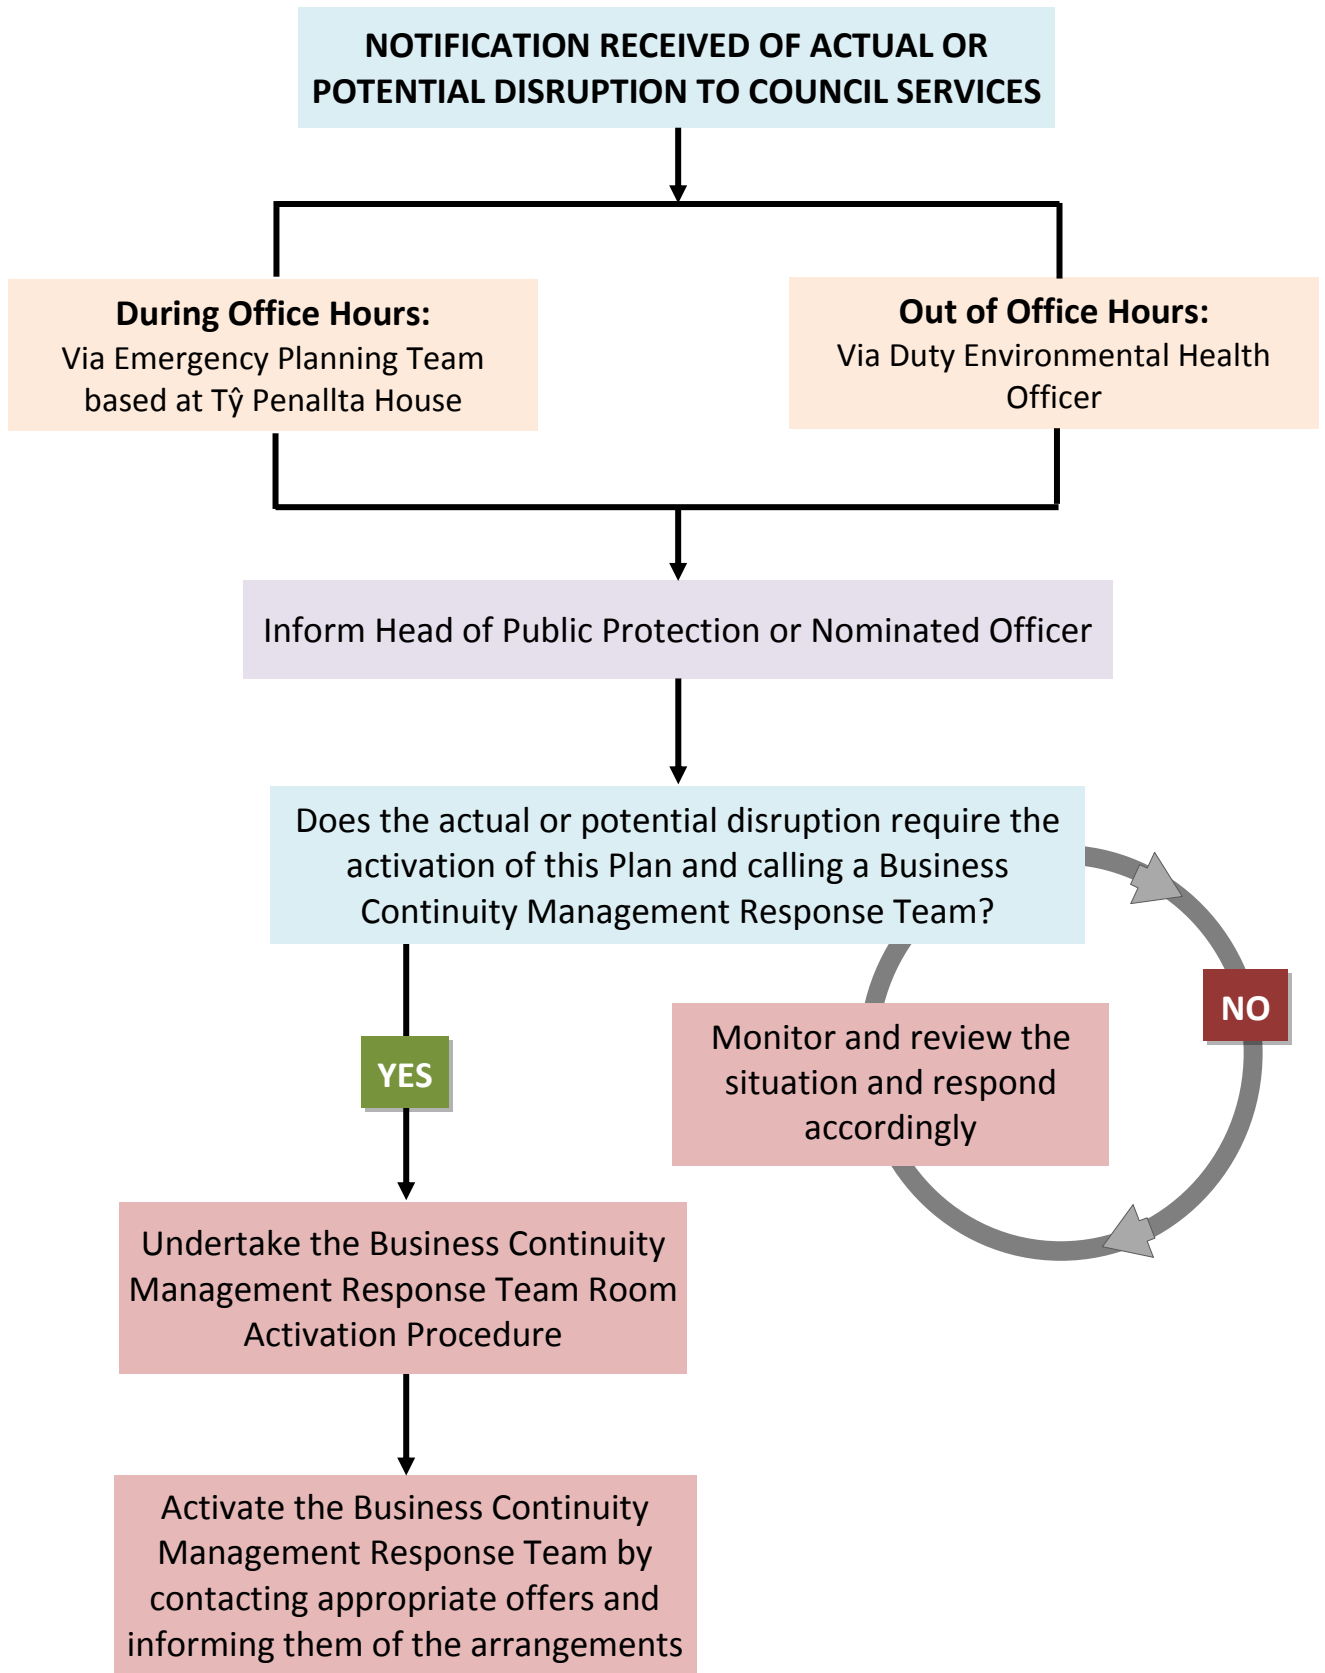 NOTIFICATION RECEIVED OF ACTUAL OR
POTENTIAL DISRUPTION TO COUNCIL SERVICES
During Office Hours:
Via Emergency Planning Team
based at Tŷ Penallta House
Out of Office Hours:
Via Duty Environmental Health
Officer
Inform Head of Public Protection or Nominated Officer
Does the actual or potential disruption require the
activation of this Plan and calling a Business
Continuity Management Response Team?
NO
Monitor and review the
situation and respond
accordingly
YES
Undertake the Business Continuity
Management Response Team Room
Activation Procedure
Activate the Business Continuity
Management Response Team by
contacting appropriate offers and
informing them of the arrangements